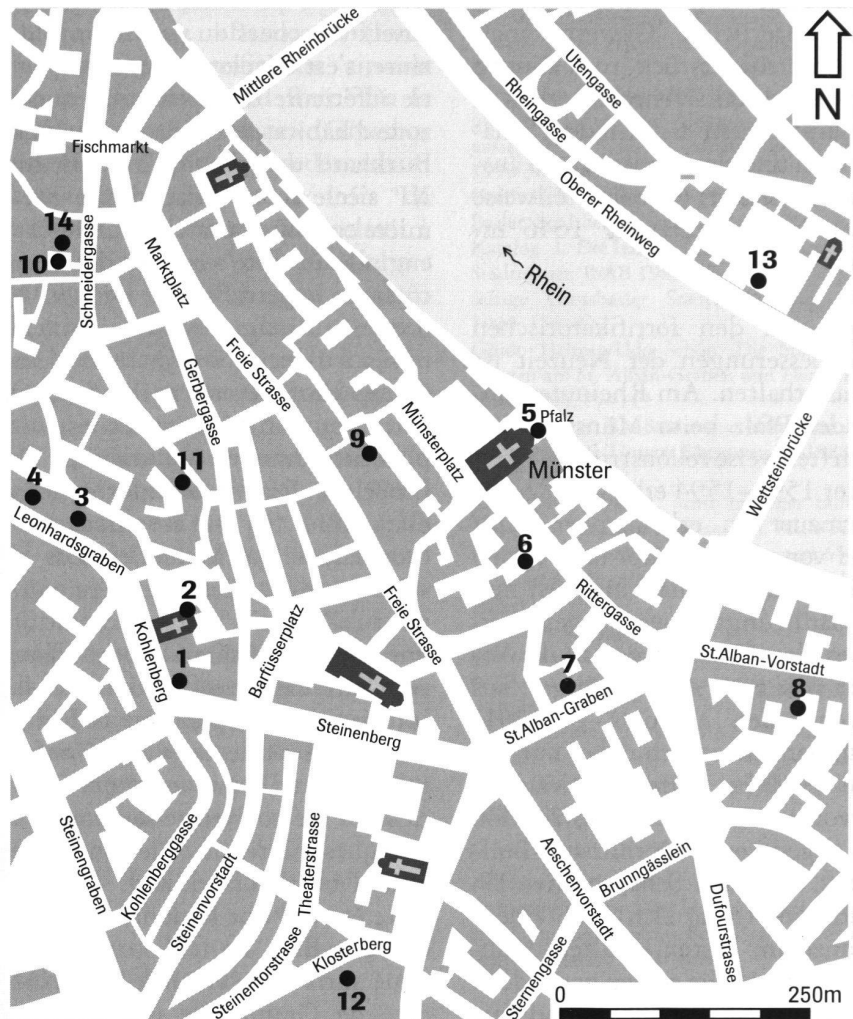 N
Mittlere Rheinbrücke
Utengasse
Rheingasse
Fischmarkt
Oberer Rheinweg
14
10
Schneidergasse
Marktplatz
13
Rhein
Freie Strasse
Gerbergasse
Münsterplatz
5 Pfalz
9
Münster
Wettsteinbrücke
11
4
3
Leonhardsgraben
6
Rittergasse
2
Kohlenberg
Freie Strasse
Barfüsserplatz
St.Alban-Vorstadt
1
7
8
St.Alban-Graben
Steinenberg
Steinengraben
Kohlenberggasse
Steinenvorstadt
Theaterstrasse
Aeschenvorstadt
Brunngässlein
Dufourstrasse
Steinentorstrasse
Klosterberg
12
Sternengasse
0 250m